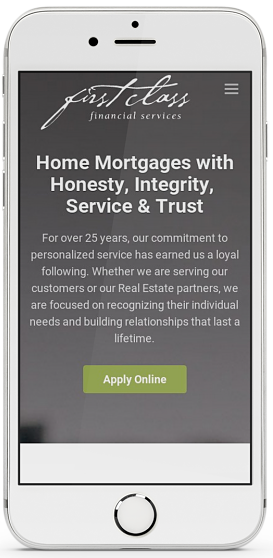 first class
financial services
Home Mortgages with
Honesty, Integrity,
Service & Trust
For over 25 years, our commitment to
personalized service has earned us a loyal
following. Whether we are serving our
customers or our Real Estate partners, we
are focused on recognizing their individual
needs and building relationships that last a
lifetime.
Apply Online